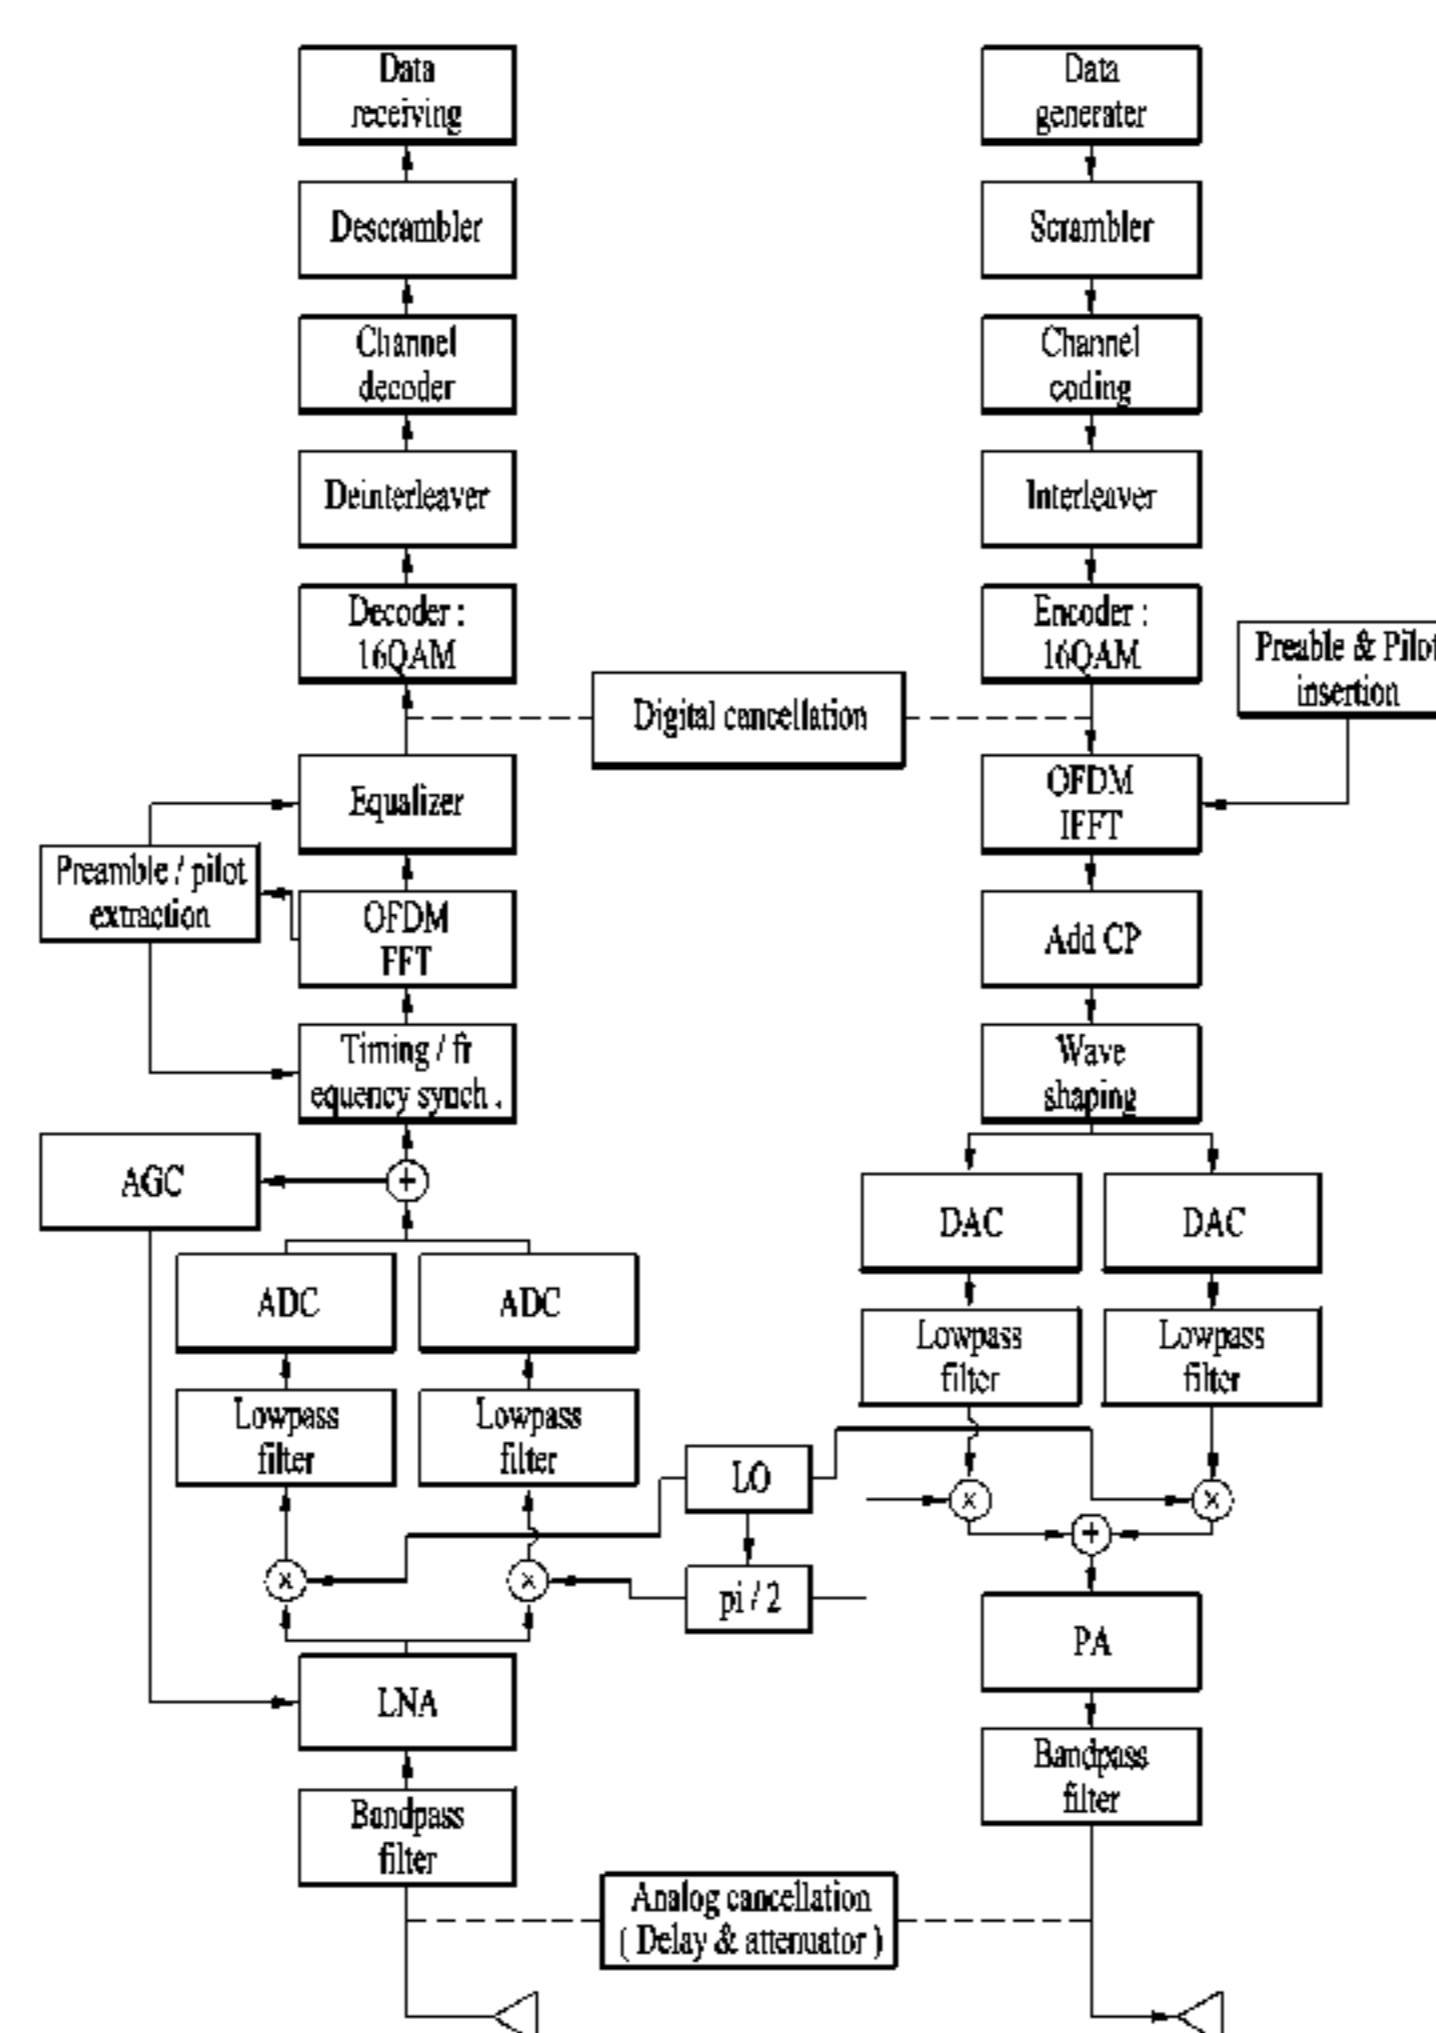 Data
receiving
Descrambler
Channel
decoder
Deinterleaver
Decoder :
16QAM
Equalizer
Preamble / pilot
extraction
OFDM
FFT
Timing / fr
equency synch .
AGC
+
ADC
ADC
Lowpass
filter
Lowpass
filter
x
x
LNA
Bandpass
filter
Digital cancellation
LO
pi / 2
Analog cancellation
( Delay & attenuator )
Data
generater
Scrambler
Channel
coding
Interleaver
Encoder :
16QAM
Preable & Pilot
insertion
OFDM
IFFT
Add CP
Wave
shaping
DAC
DAC
Lowpass
filter
Lowpass
filter
x
x
+
PA
Bandpass
filter